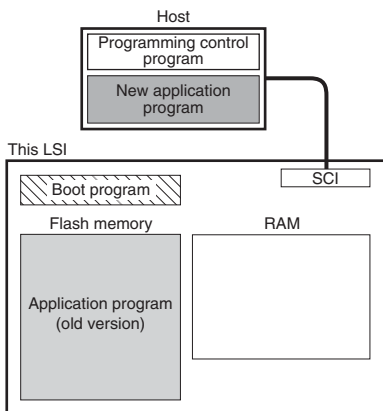 Host
Programming control
program
New application
program
This LSI
SCI
Boot program
Flash memory
RAM
Application program
(old version)